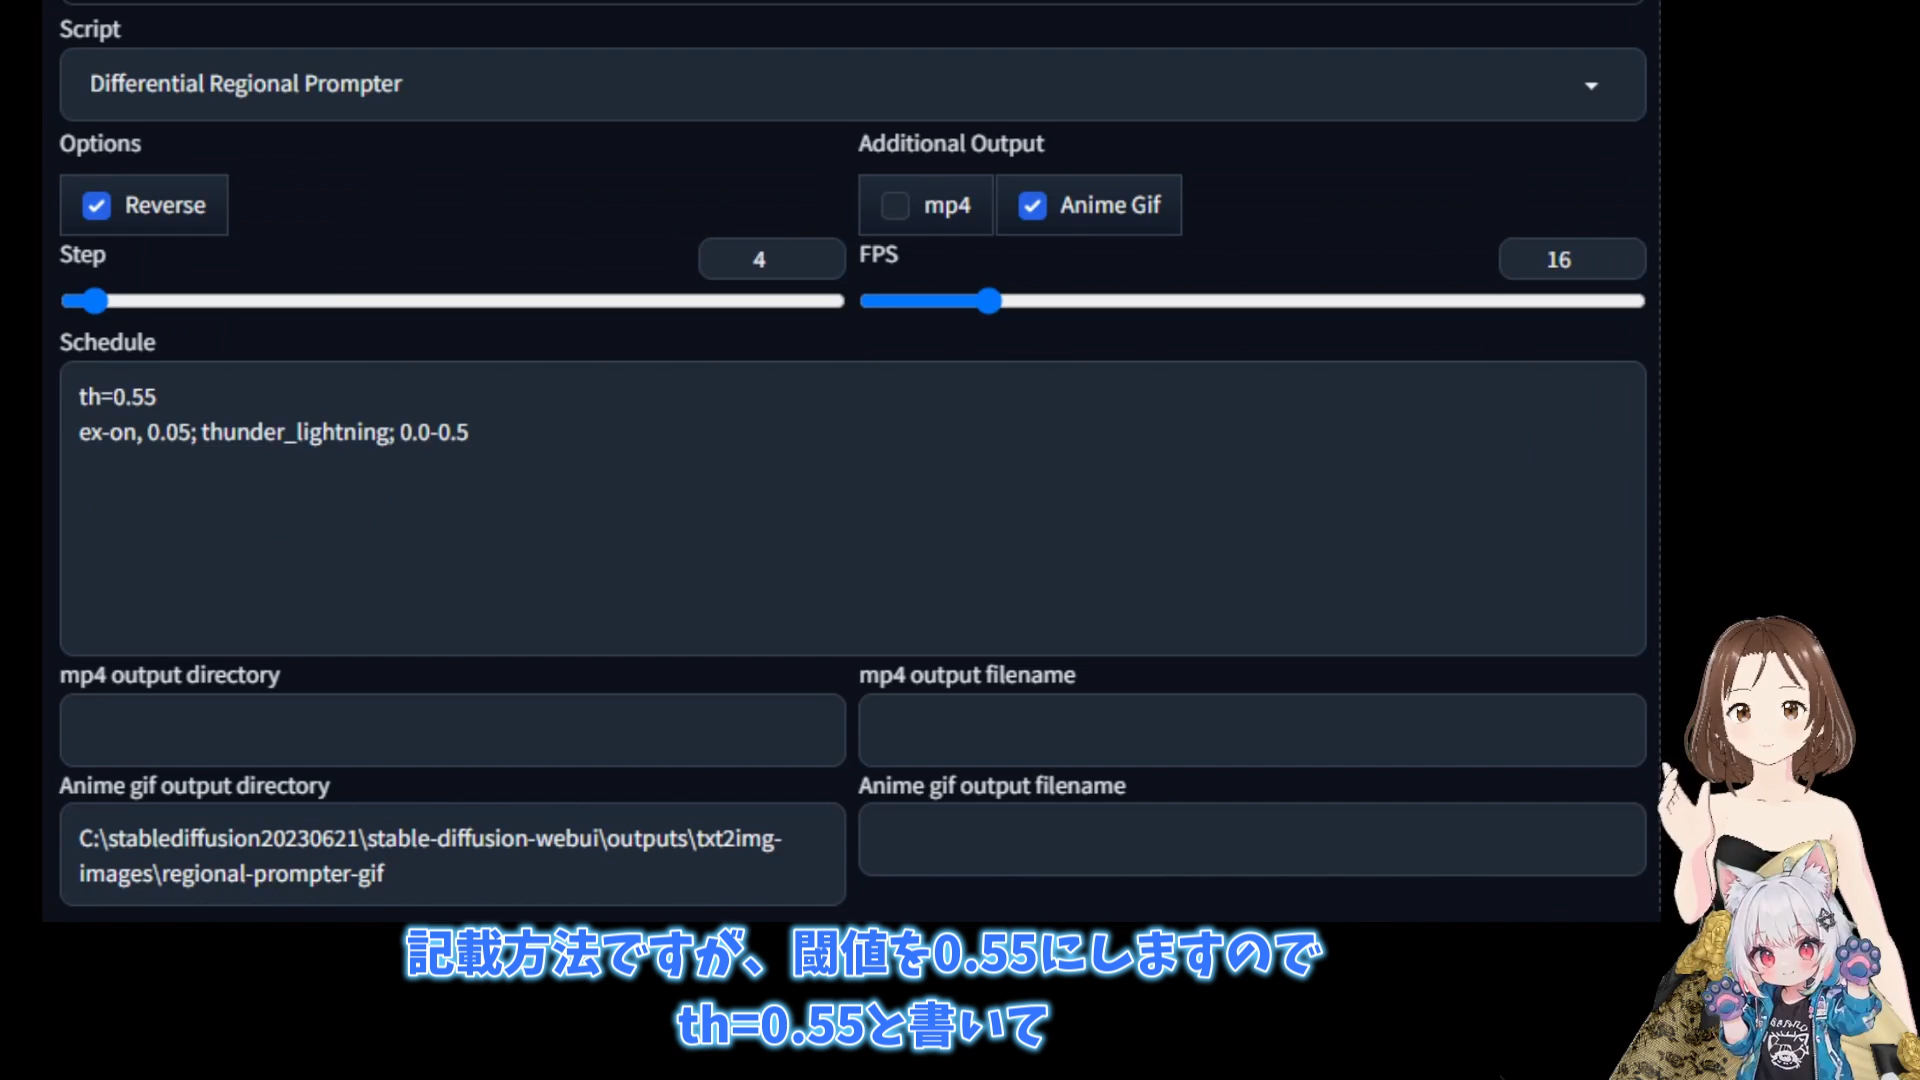 Script
Differential Regional Prompter
Options
Additional Output
Reverse
mp4
Anime Gif
Step
4
FPS
16
Schedule
th=0.55
ex-on, 0.05; thunder_lightning; 0.0-0.5
mp4 output directory
mp4 output filename
Anime gif output directory
Anime gif output filename
C:\stablediffusion20230621\stable-diffusion-webui\outputs\txt2img-
images\regional-prompter-gif
記載方法ですが、閾値を0.55にしますので
th=0.55と書いて